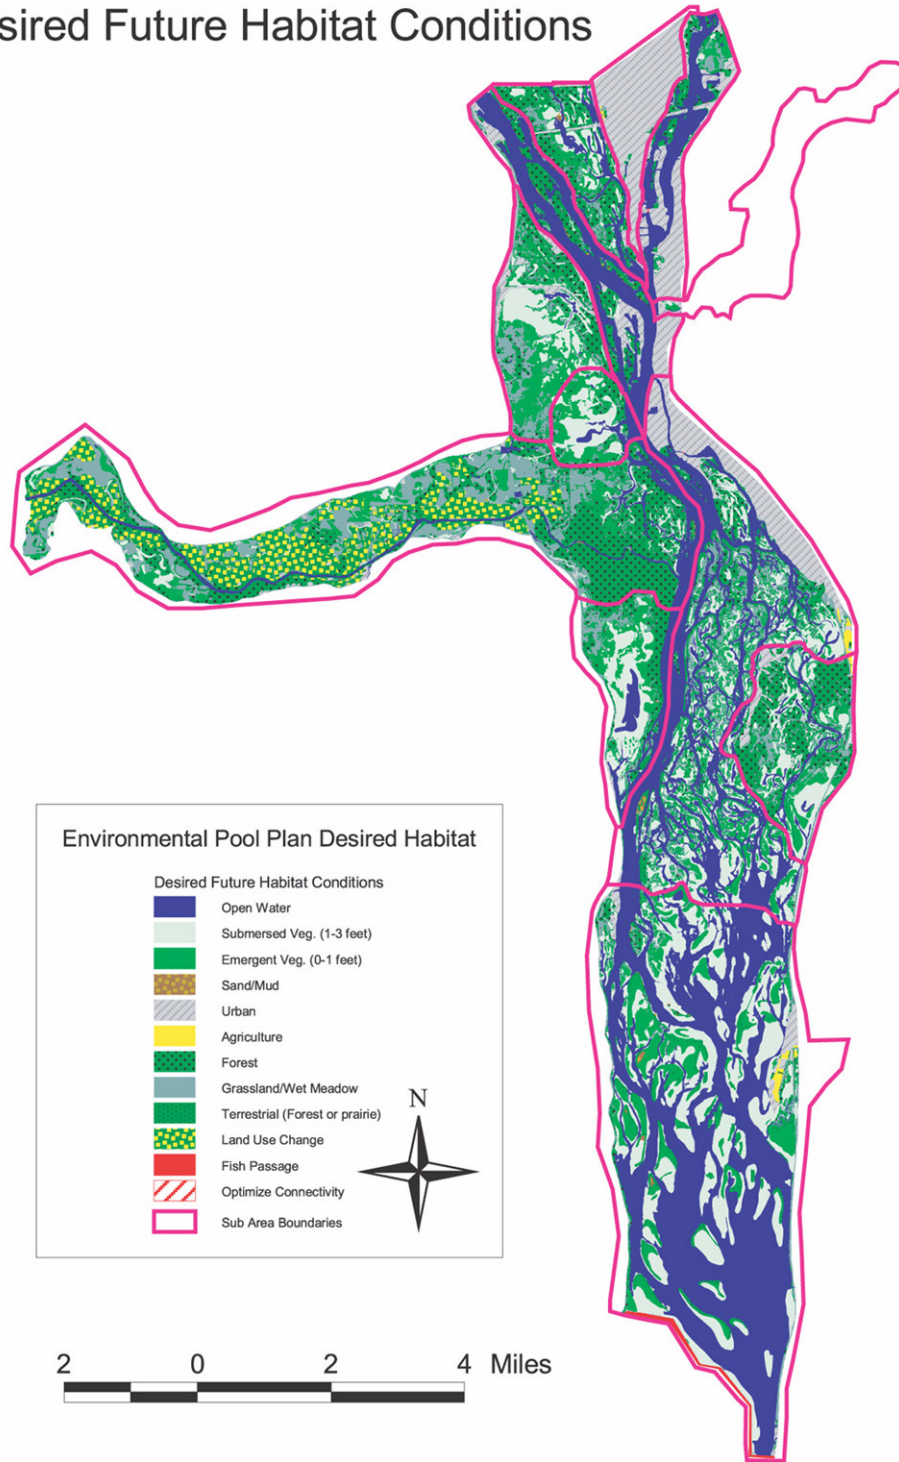 sired Future Habitat Conditions
Environmental Pool Plan Desired Habitat
Desired Future Habitat Conditions
Open Water
Submersed Veg. (1-3 feet)
Emergent Veg. (0-1 feet)
Sand/Mud
Urban
Agriculture
Forest
Grassland/Wet Meadow
Terrestrial (Forest or prairie)
Land Use Change
Fish Passage
Optimize Connectivity
Sub Area Boundaries
N
2 0 2 4 Miles